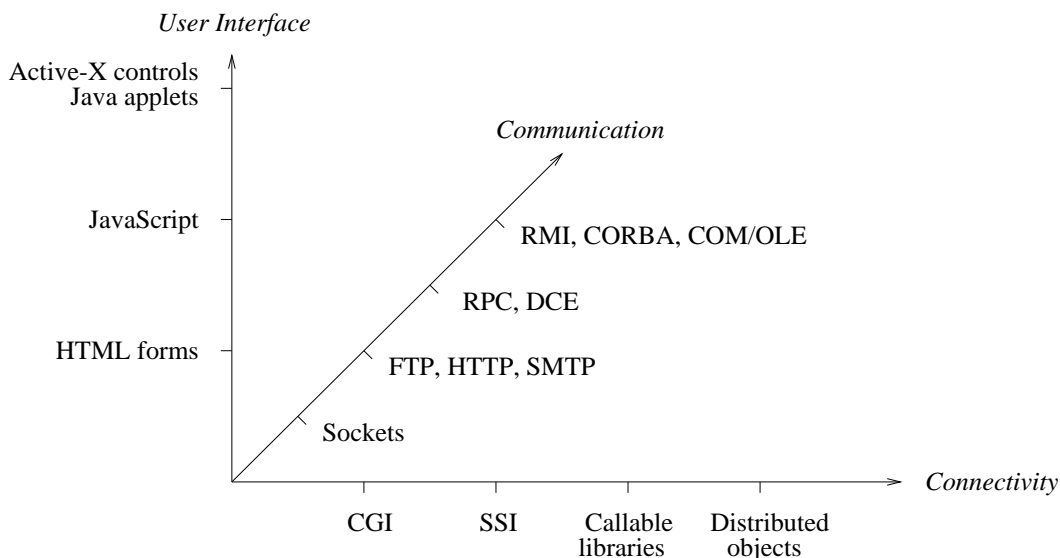 User Interface
Active-X controls
Java applets
Communication
JavaScript
RMI, CORBA, COM/OLE
RPC, DCE
HTML forms
FTP, HTTP, SMTP
Sockets
Connectivity
CGI
SSI
Callable
libraries
Distributed
objects